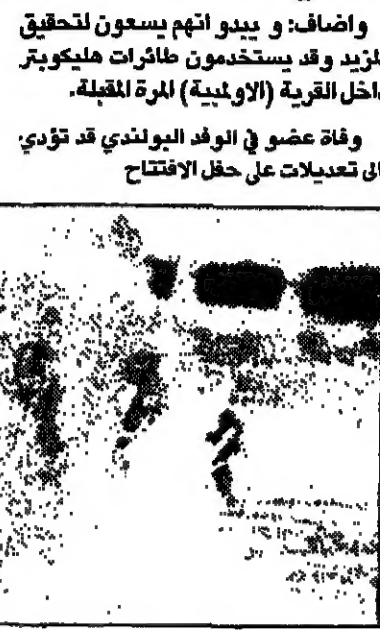 واضاف: و يبدو انهم يسعون لتحقيق
لمزيد وقد يستخدمون طائرات هليكوبتر
داخل القرية (الاولمبية) المرة المقبلة.
وفاة عضو في الوفد البولندي قد تؤدي
الى تعديلات على حفل الافتتاح